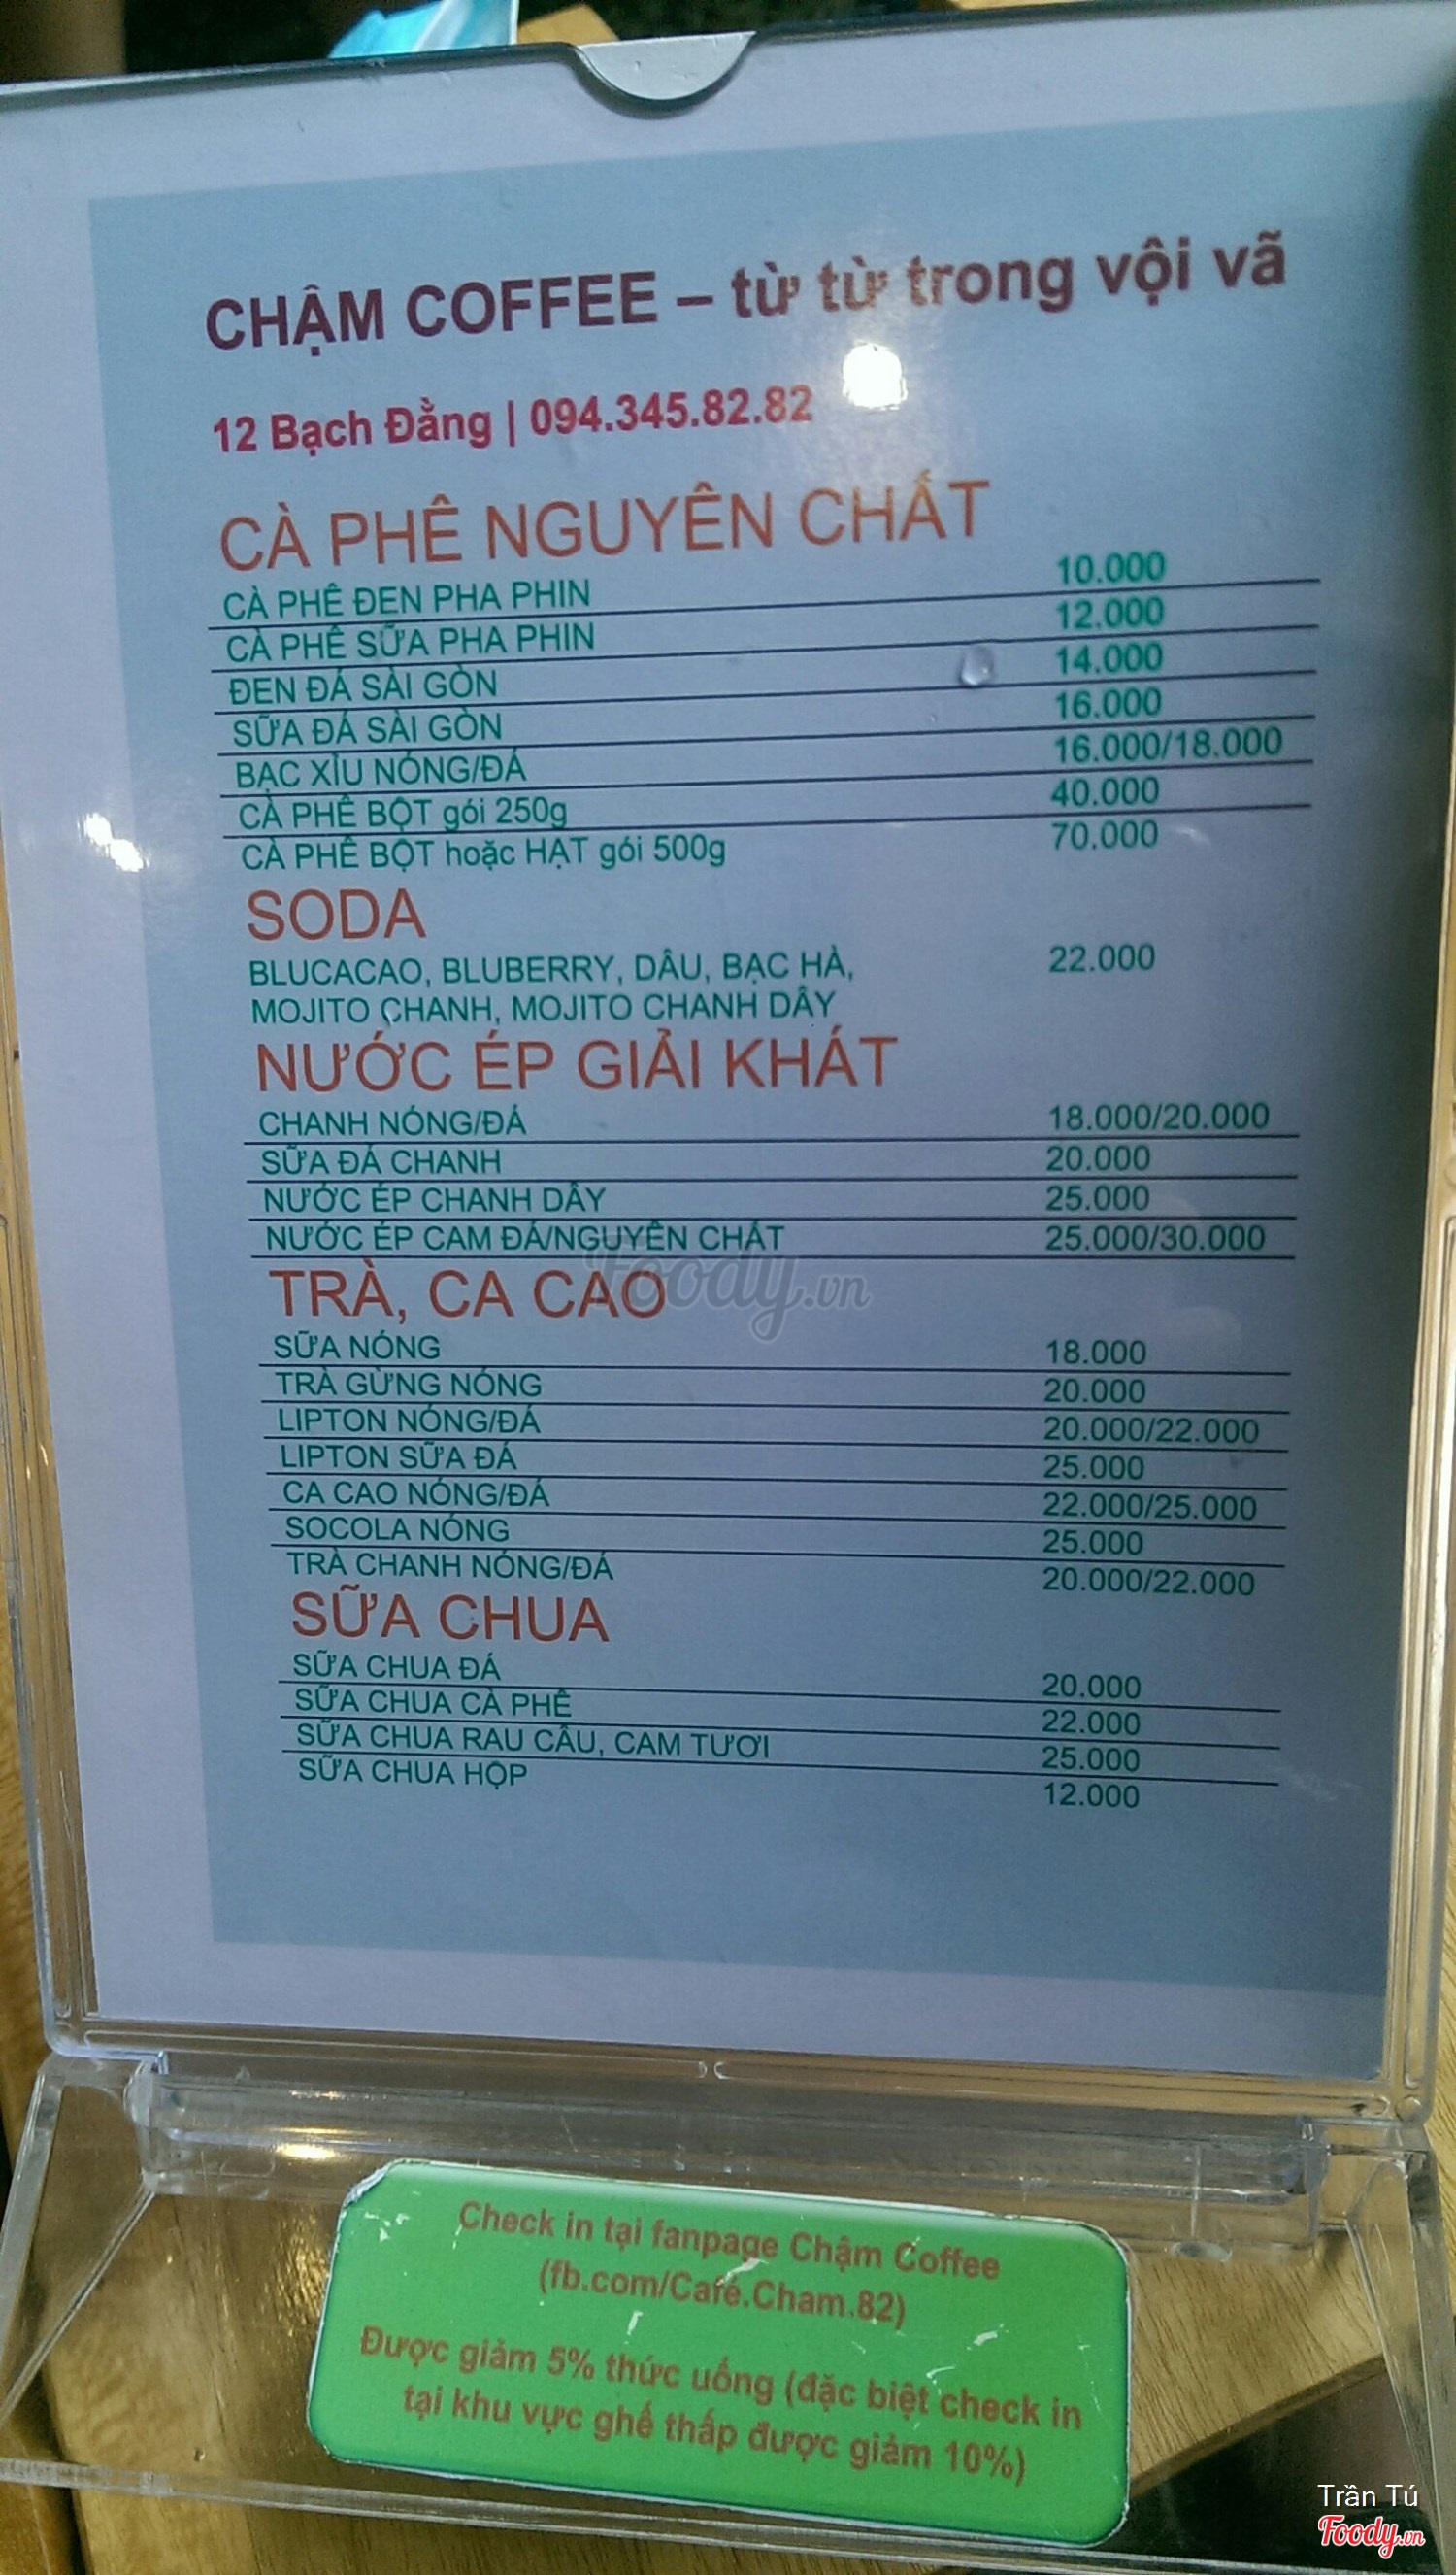 CHẬM COFFEE – từ từ trong vội vã
12 Bạch Đằng | 094.345.82.82
CÀ PHÊ NGUYÊN CHẤT
CÀ PHÊ ĐEN PHA PHIN 10.000
CÀ PHÊ SỮA PHA PHIN 12.000
ĐEN ĐÁ SÀI GÒN 14.000
SỮA ĐÁ SÀI GÒN 16.000
BẠC XỈU NÓNG/ĐÁ 16.000/18.000
CÀ PHÊ BỘT gói 250g 40.000
CÀ PHÊ BỘT hoặc HẠT gói 500g 70.000
SODA
BLUCACAO, BLUBERRY, DÂU, BẠC HÀ, 22.000
MOJITO CHANH, MOJITO CHANH DÂY
NƯỚC ÉP GIẢI KHÁT
CHANH NÓNG/ĐÁ 18.000/20.000
SỮA ĐÁ CHANH 20.000
NƯỚC ÉP CHANH DÂY 25.000
NƯỚC ÉP CAM ĐÁ/NGUYÊN CHẤT 25.000/30.000
TRÀ, CA CAO
Foody.vn
SỮA NÓNG 18.000
TRÀ GỪNG NÓNG 20.000
LIPTON NÓNG/ĐÁ 20.000/22.000
LIPTON SỮA ĐÁ 25.000
CA CAO NÓNG/ĐÁ 22.000/25.000
SOCOLA NÓNG 25.000
TRÀ CHANH NÓNG/ĐÁ 20.000/22.000
SỮA CHUA
SỮA CHUA ĐÁ 20.000
SỮA CHUA CÀ PHÊ 22.000
SỮA CHUA RAU CÂU, CAM TƯƠI 25.000
SỮA CHUA HỘP 12.000
Check in tại fanpage Chậm Coffee
(fb.com/Café.Cham.82)
Được giảm 5% thức uống (đặc biệt check in
tại khu vực ghế thấp được giảm 10%)
Trần Tú
Foody.vn